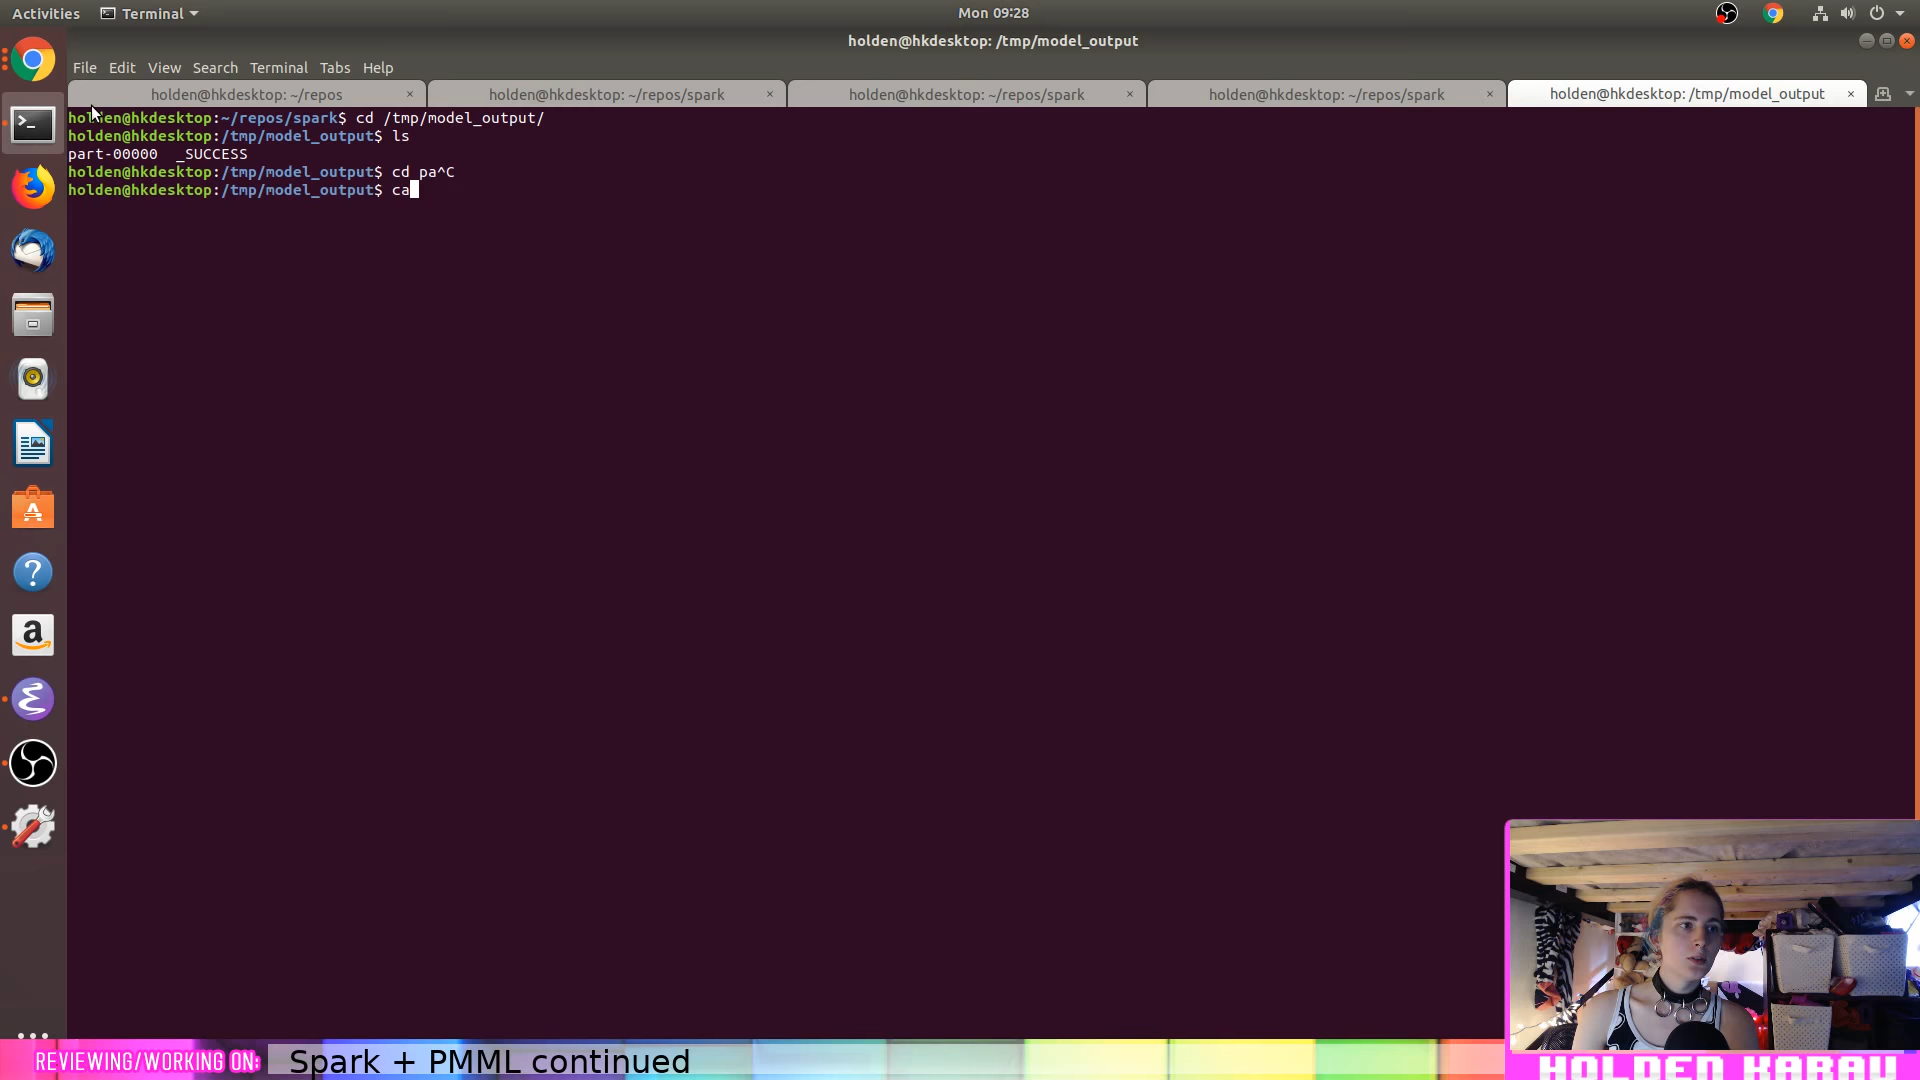 Activities Terminal Mon 09:28
holden@hkdesktop: /tmp/model_output
File Edit View Search Terminal Tabs Help
holden@hkdesktop: ~/repos × holden@hkdesktop: ~/repos/spark × holden@hkdesktop: ~/repos/spark × holden@hkdesktop: ~/repos/spark × holden@hkdesktop: /tmp/model_output ×
holden@hkdesktop:~/repos/spark$ cd /tmp/model_output/
holden@hkdesktop:/tmp/model_output$ ls
part-00000 _SUCCESS
holden@hkdesktop:/tmp/model_output$ cd pa^C
holden@hkdesktop:/tmp/model_output$ ca
REVIEWING/WORKING ON: Spark + PMML continued
HOLDEN KARAU